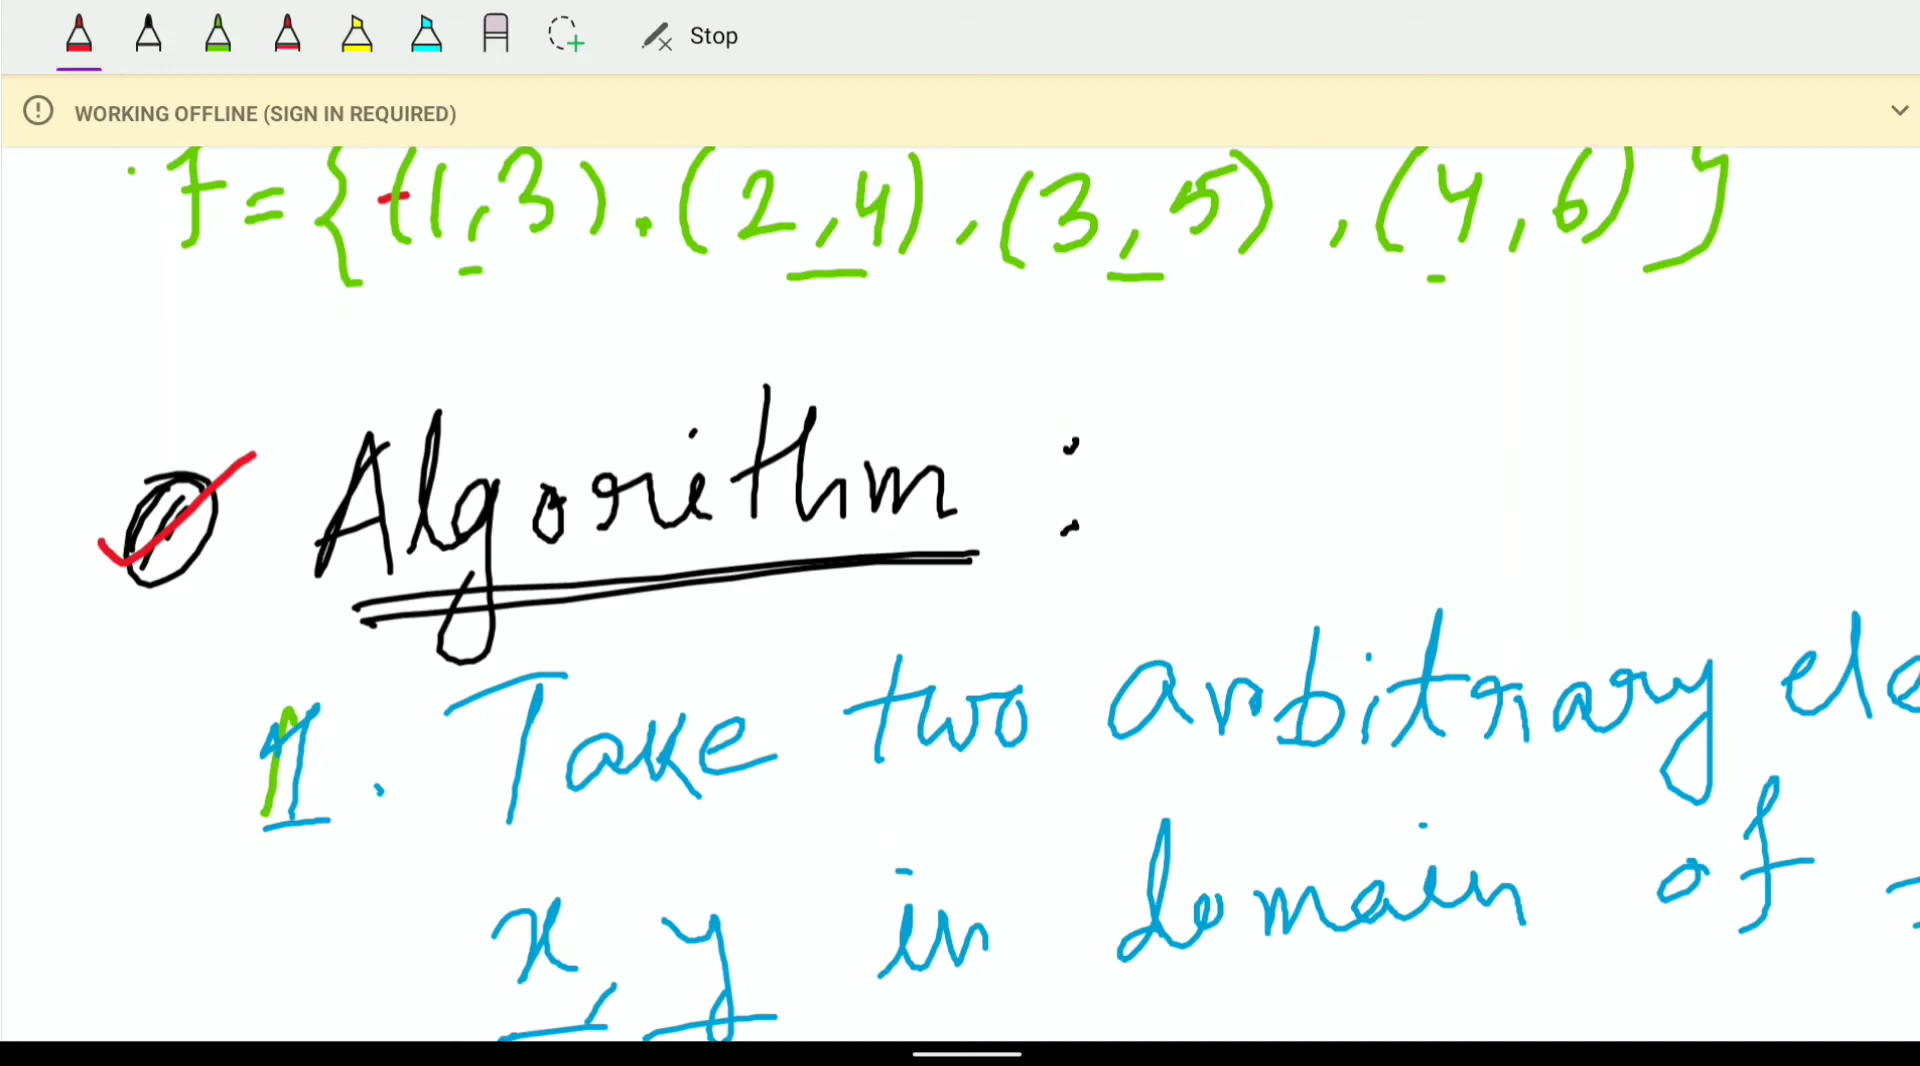 Stop
WORKING OFFLINE (SIGN IN REQUIRED)
f = {(1,3).(2,4),(3,5),(4,6)}
Algorithm :
1. Take two arbitrary ele
x, y in domain of